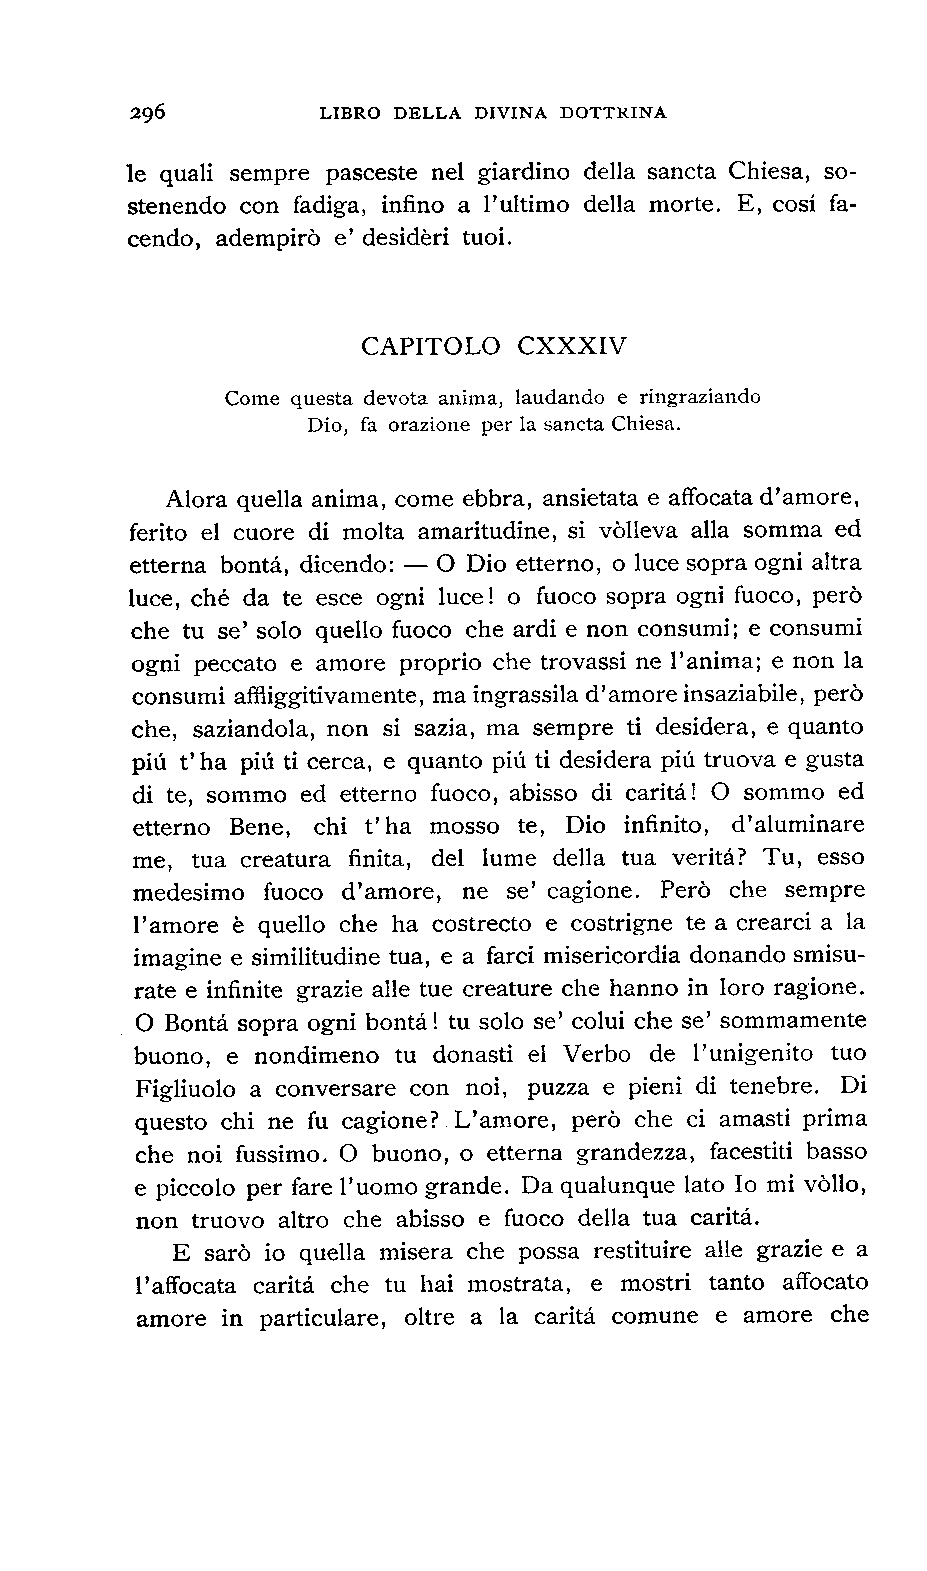 296 LIBRO DELLA DIVINA DOTTRINA
le quali sempre pasceste nel giardino della sancta Chiesa, so-
stenendo con fadiga, infino a l'ultimo della morte. E, cosí fa-
cendo, adempirò e' desidèri tuoi.
CAPITOLO CXXXIV
Come questa devota anima, laudando e ringraziando
Dio, fa orazione per la sancta Chiesa.
Alora quella anima, come ebbra, ansietata e affocata d'amore,
ferito el cuore di molta amaritudine, si vòlleva alla somma ed
etterna bontá, dicendo: — O Dio etterno, o luce sopra ogni altra
luce, ché da te esce ogni luce! o fuoco sopra ogni fuoco, però
che tu se' solo quello fuoco che ardi e non consumi; e consumi
ogni peccato e amore proprio che trovassi ne l'anima; e non la
consumi affliggitivamente, ma ingrassila d'amore insaziabile, però
che, saziandola, non si sazia, ma sempre ti desidera, e quanto
piú t'ha piú ti cerca, e quanto piú ti desidera piú truova e gusta
di te, sommo ed etterno fuoco, abisso di caritá! O sommo ed
etterno Bene, chi t'ha mosso te, Dio infinito, d'aluminare
me, tua creatura finita, del lume della tua veritá? Tu, esso
medesimo fuoco d'amore, ne se' cagione. Però che sempre
l'amore è quello che ha costrecto e costrigne te a crearci a la
imagine e similitudine tua, e a farci misericordia donando smisu-
rate e infinite grazie alle tue creature che hanno in loro ragione.
O Bontá sopra ogni bontá! tu solo se' colui che se' sommamente
buono, e nondimeno tu donasti el Verbo de l'unigenito tuo
Figliuolo a conversare con noi, puzza e pieni di tenebre. Di
questo chi ne fu cagione? L'amore, però che ci amasti prima
che noi fussimo. O buono, o etterna grandezza, facestiti basso
e piccolo per fare l'uomo grande. Da qualunque lato Io mi vòllo,
non truovo altro che abisso e fuoco della tua caritá.
E sarò io quella misera che possa restituire alle grazie e a
l'affocata caritá che tu hai mostrata, e mostri tanto affocato
amore in particulare, oltre a la caritá comune e amore che